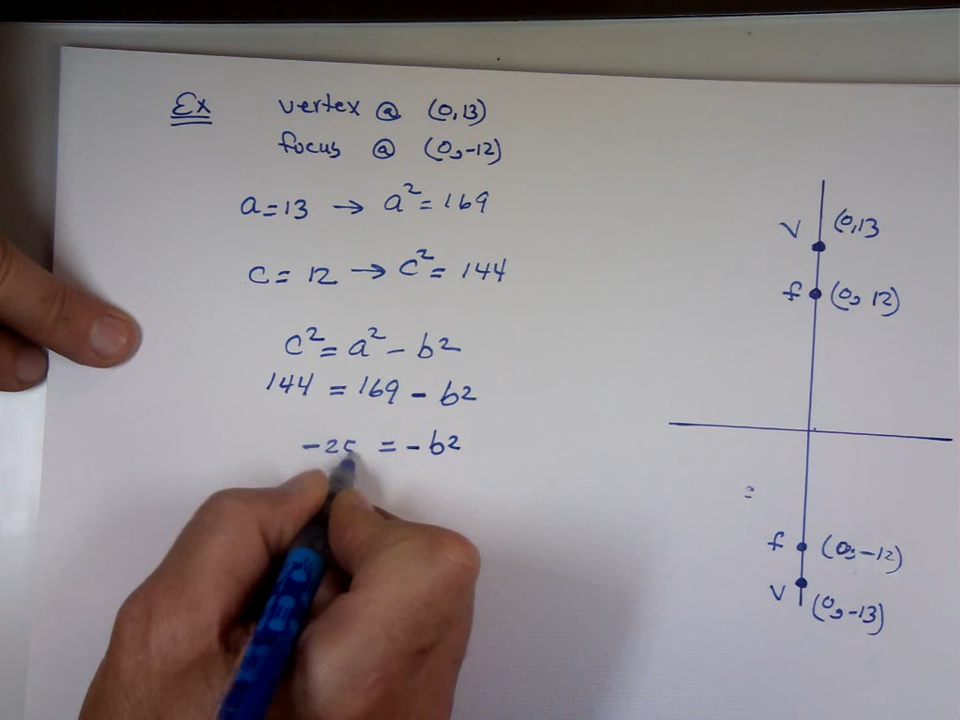 Ex vertex @ (0,13)
focus @ (0,-12)
a=13 → a²=169
c=12 → c²=144
c²=a²-b²
144=169-b²
-25=-b²
V (0,13
f (0,12)
=
f (0,-12)
V (0,-13)